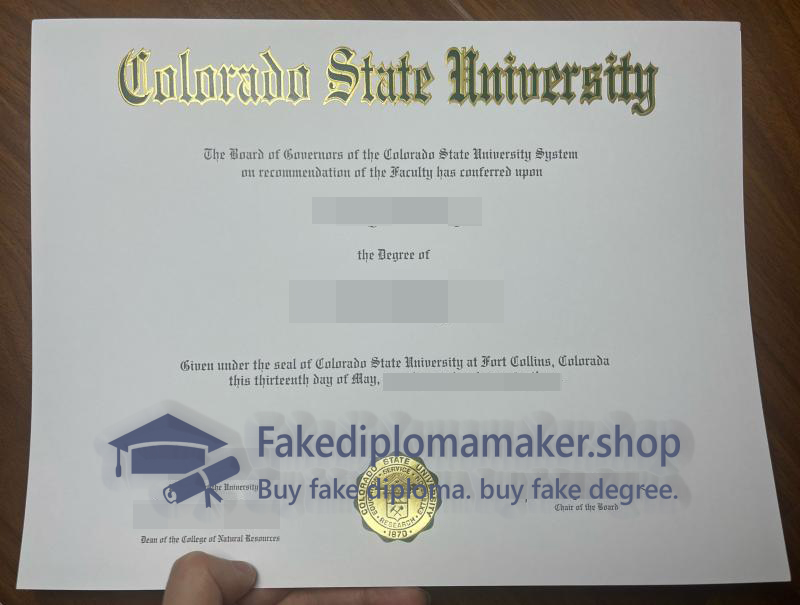 Colorado State University
The Board of Governors of the Colorado State University System
on recommendation of the Faculty has conferred upon
the Degree of
Given under the seal of Colorado State University at Fort Collins, Colorada
this thirteenth day of May,
Fakediplomamaker.shop
the University
Buy fake diploma. buy fake degree.
COLORADO STATE UNIVERSITY
SERVICE
RESEARCH
1870
Chair of the Board
Dean of the College of Natural Resources